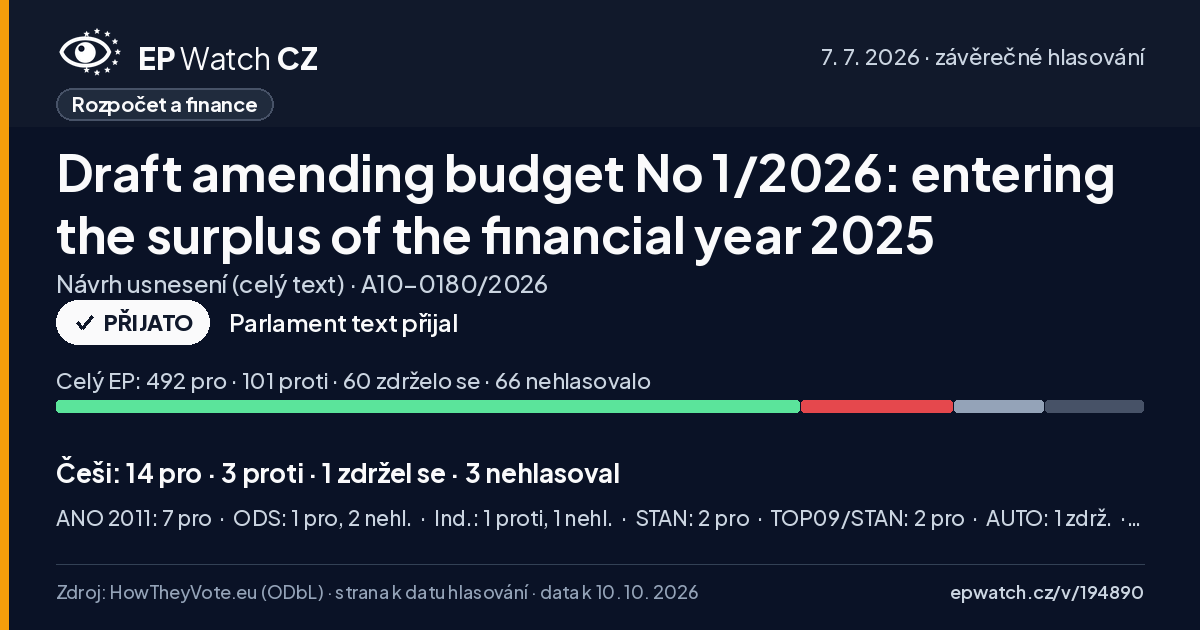 EP Watch CZ
7. 7. 2026 · závěrečné hlasování
Rozpočet a finance
Draft amending budget No 1/2026: entering
the surplus of the financial year 2025
Návrh usnesení (celý text) · A10–0180/2026
✓ PŘIJATO Parlament text přijal
Celý EP: 492 pro · 101 proti · 60 zdrželo se · 66 nehlasovalo
Češi: 14 pro · 3 proti · 1 zdržel se · 3 nehlasoval
ANO 2011: 7 pro · ODS: 1 pro, 2 nehl. · Ind.: 1 proti, 1 nehl. · STAN: 2 pro · TOP09/STAN: 2 pro · AUTO: 1 zdrž. ·…
Zdroj: HowTheyVote.eu (ODbL) · strana k datu hlasování · data k 10. 10. 2026
epwatch.cz/v/194890